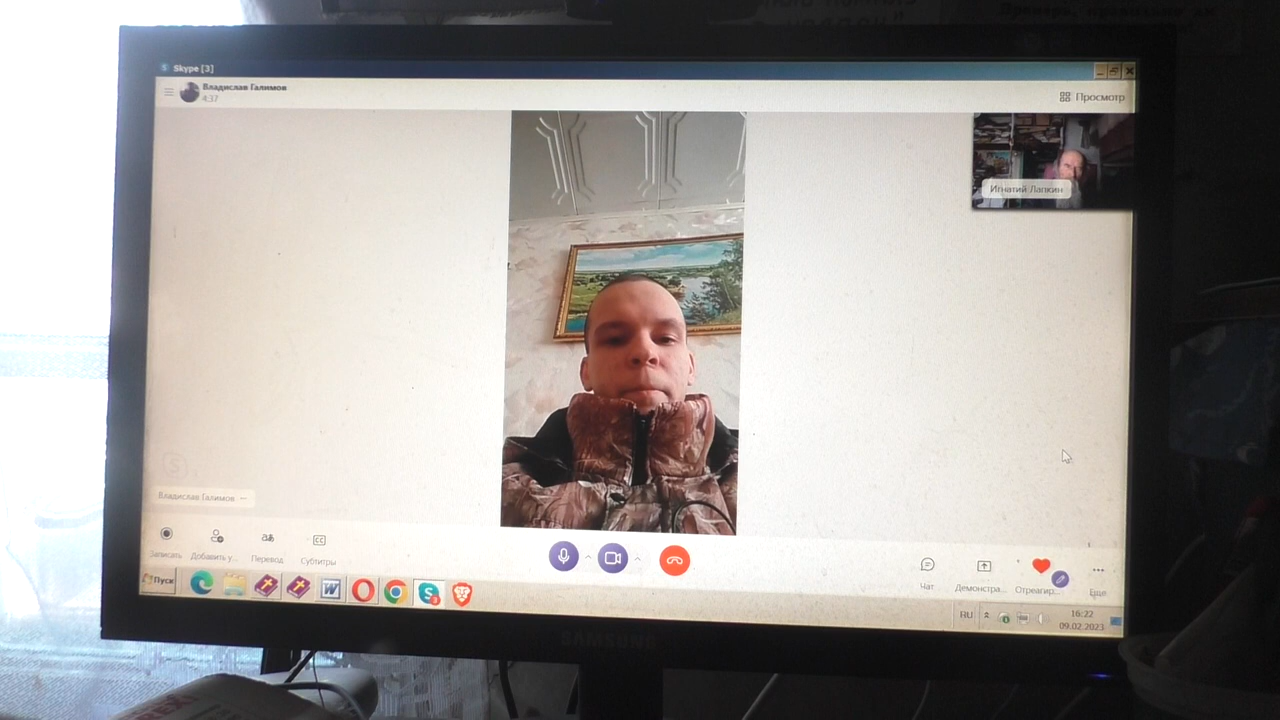 Skype [3]
Владислав Галимов
4:37
Просмотр
Игнатий Лапкин
Владислав Галимов
Записать
Добавить у...
Перевод
Субтитры
Чат
Демонстра...
Отреагир...
Еще
Пуск
RU
16:22
09.02.2023
SAMSUNG